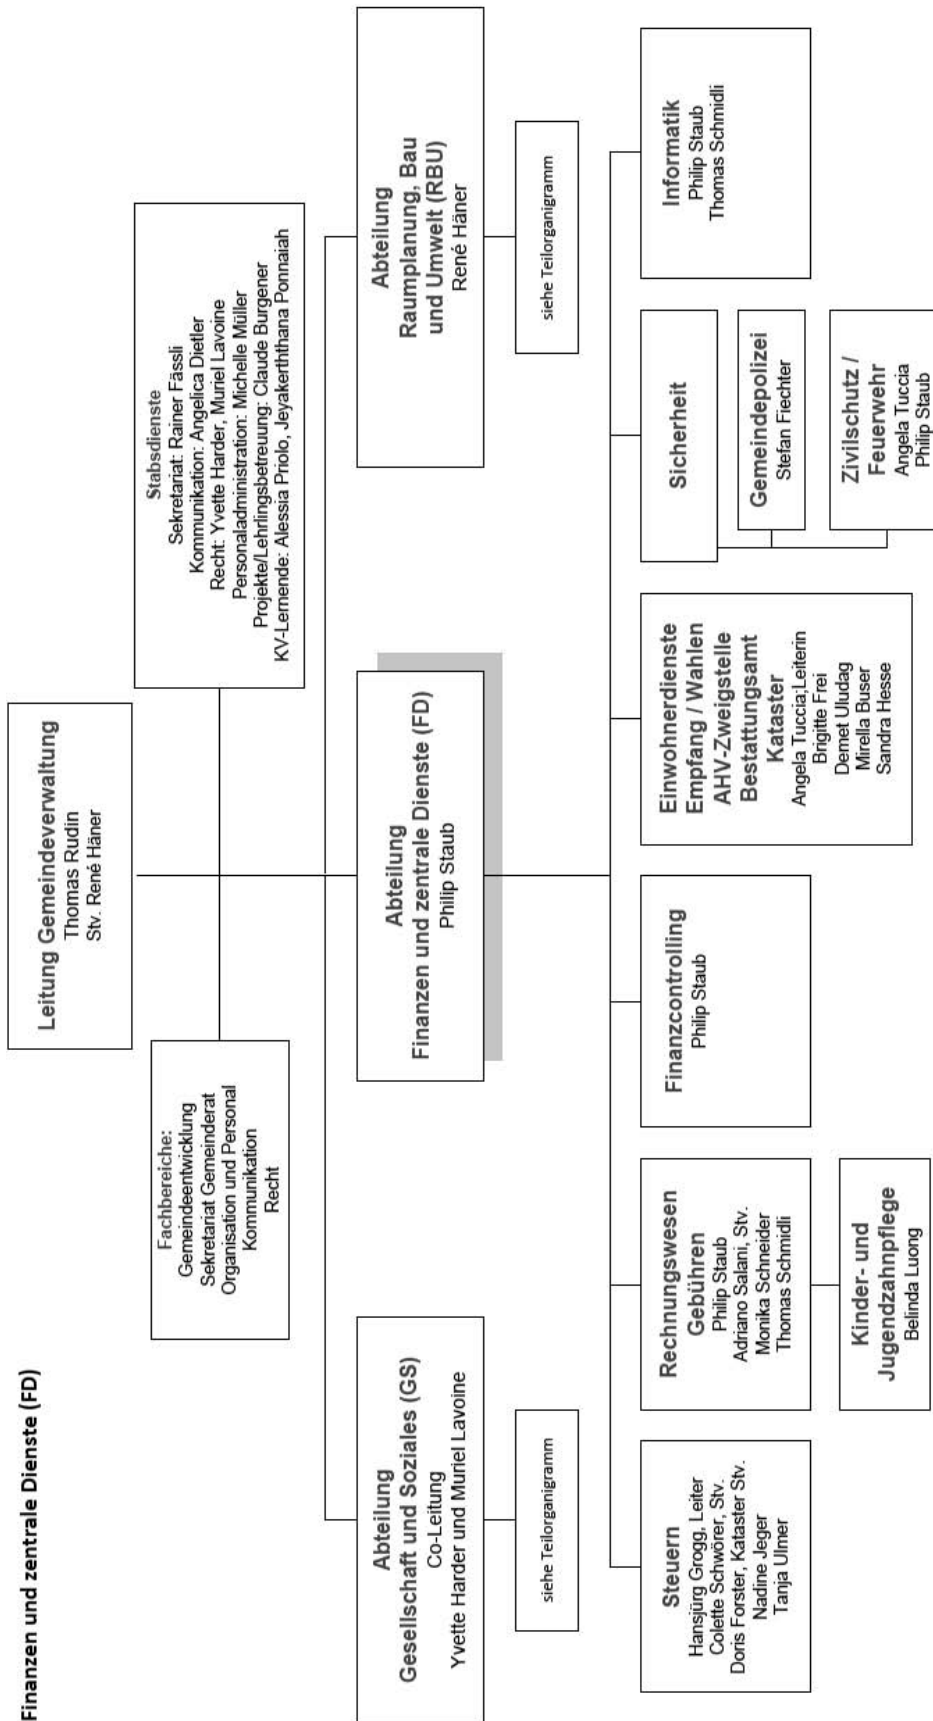 Finanzen und zentrale Dienste (FD)
Leitung Gemeindeverwaltung
Thomas Rudin
Stv. René Häner
Fachbereiche:
Gemeindeentwicklung
Sekretariat Gemeinderat
Organisation und Personal
Kommunikation
Recht
Stabsdienste
Sekretariat: Rainer Fässli
Kommunikation: Angelica Dietler
Recht: Yvette Harder, Muriel Lavoine
Personaladministration: Michelle Müller
Projekte/Lehrlingsbetreuung: Claude Burgener
KV-Lernende: Alessia Priolo, Jeyakerththana Ponnaiah
Abteilung
Gesellschaft und Soziales (GS)
Co-Leitung
Yvette Harder und Muriel Lavoine
siehe Teilorganigramm
Abteilung
Finanzen und zentrale Dienste (FD)
Philip Staub
Abteilung
Raumplanung, Bau
und Umwelt (RBU)
René Häner
siehe Teilorganigramm
Steuern
Hansjürg Grogg, Leiter
Colette Schwörer, Stv.
Doris Forster, Kataster Stv.
Nadine Jeger
Tanja Ulmer
Rechnungswesen
Gebühren
Philip Staub
Adriano Salani, Stv.
Monika Schneider
Thomas Schmidli
Kinder- und
Jugendzahnpflege
Belinda Luong
Finanzcontrolling
Philip Staub
Einwohnerdienste
Empfang / Wahlen
AHV-Zweigstelle
Bestattungsamt
Kataster
Angela Tuccia;Leiterin
Brigitte Frei
Demet Uludag
Mirella Buser
Sandra Hesse
Sicherheit
Gemeindepolizei
Stefan Fiechter
Zivilschutz /
Feuerwehr
Angela Tuccia
Philip Staub
Informatik
Philip Staub
Thomas Schmidli